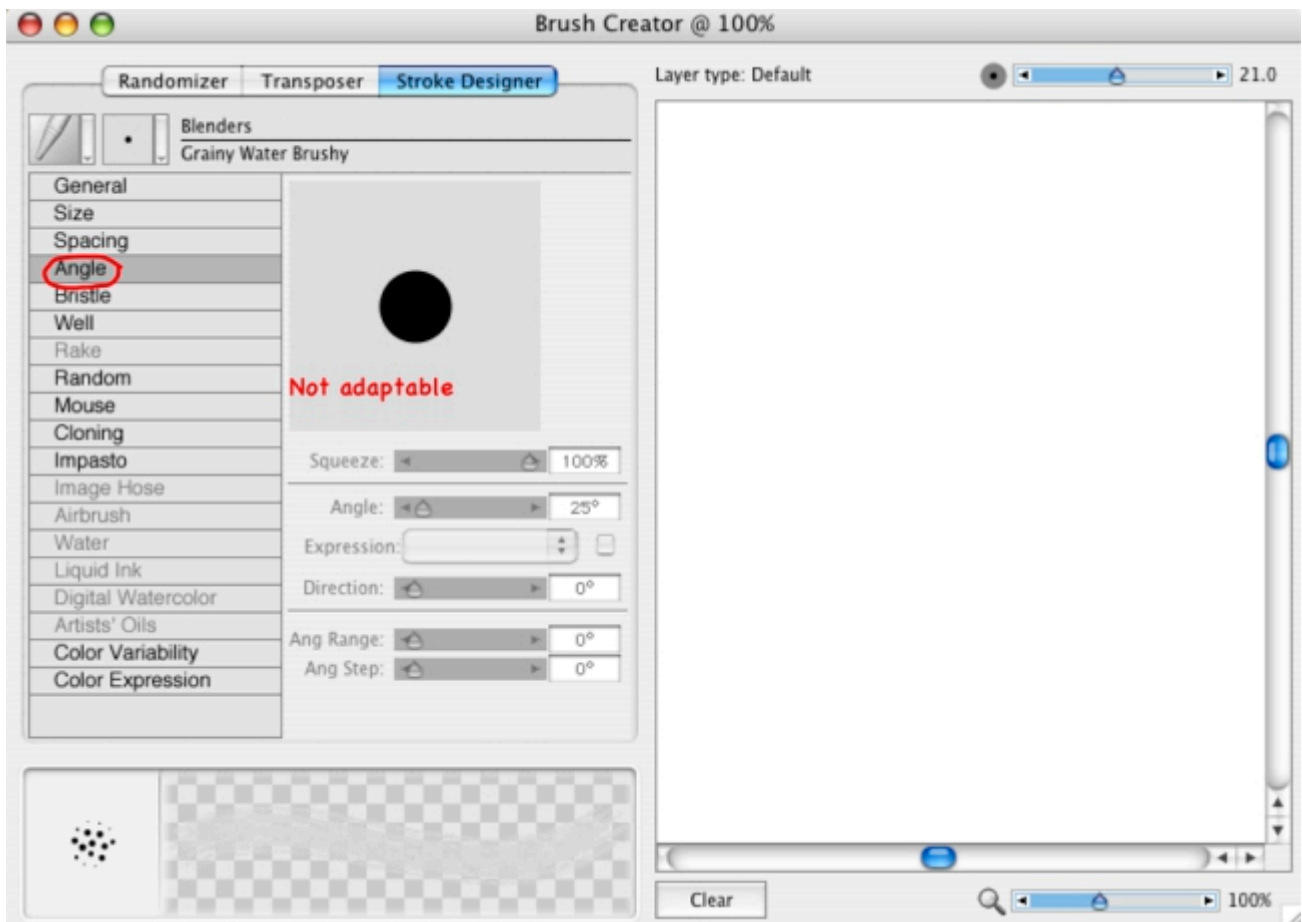 Brush Creator @ 100%
Randomizer Transposer Stroke Designer
Layer type: Default
21.0
Blenders
Grainy Water Brushy
General
Size
Spacing
Angle
Bristle
Well
Rake
Random
Mouse
Cloning
Impasto
Image Hose
Airbrush
Water
Liquid Ink
Digital Watercolor
Artists' Oils
Color Variability
Color Expression
Not adaptable
Squeeze: 100%
Angle: 25°
Expression:
Direction: 0°
Ang Range: 0°
Ang Step: 0°
Clear
100%